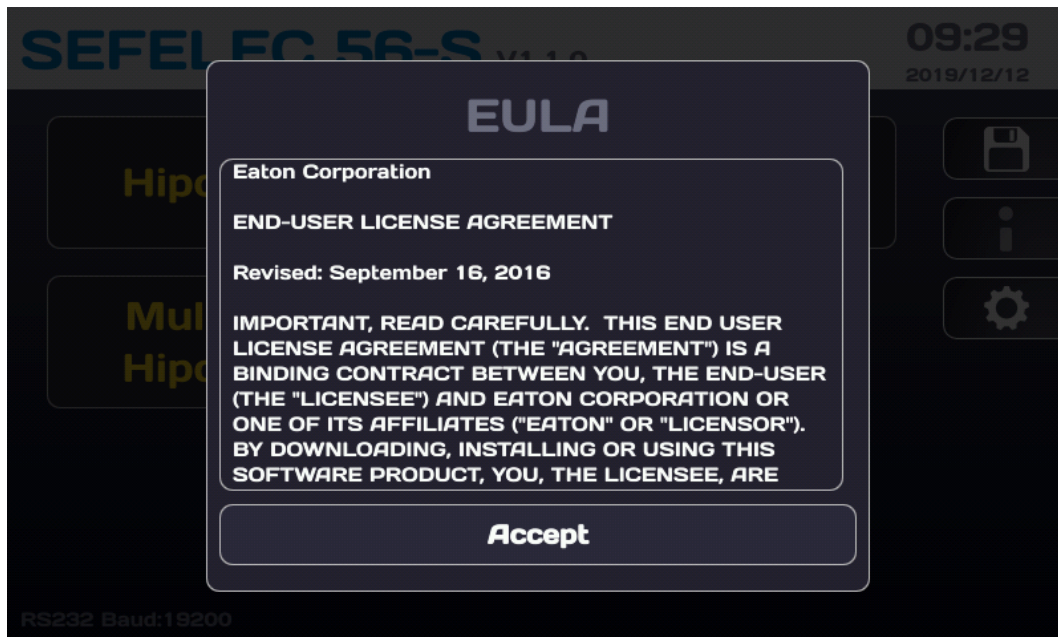 SEFELEC 56-S V1.1.0
09:29
2019/12/12
EULA
Eaton Corporation
END-USER LICENSE AGREEMENT
Revised: September 16, 2016
IMPORTANT, READ CAREFULLY. THIS END USER
LICENSE AGREEMENT (THE "AGREEMENT") IS A
BINDING CONTRACT BETWEEN YOU, THE END-USER
(THE "LICENSEE") AND EATON CORPORATION OR
ONE OF ITS AFFILIATES ("EATON" OR "LICENSOR").
BY DOWNLOADING, INSTALLING OR USING THIS
SOFTWARE PRODUCT, YOU, THE LICENSEE, ARE
Accept
RS232 Baud:19200